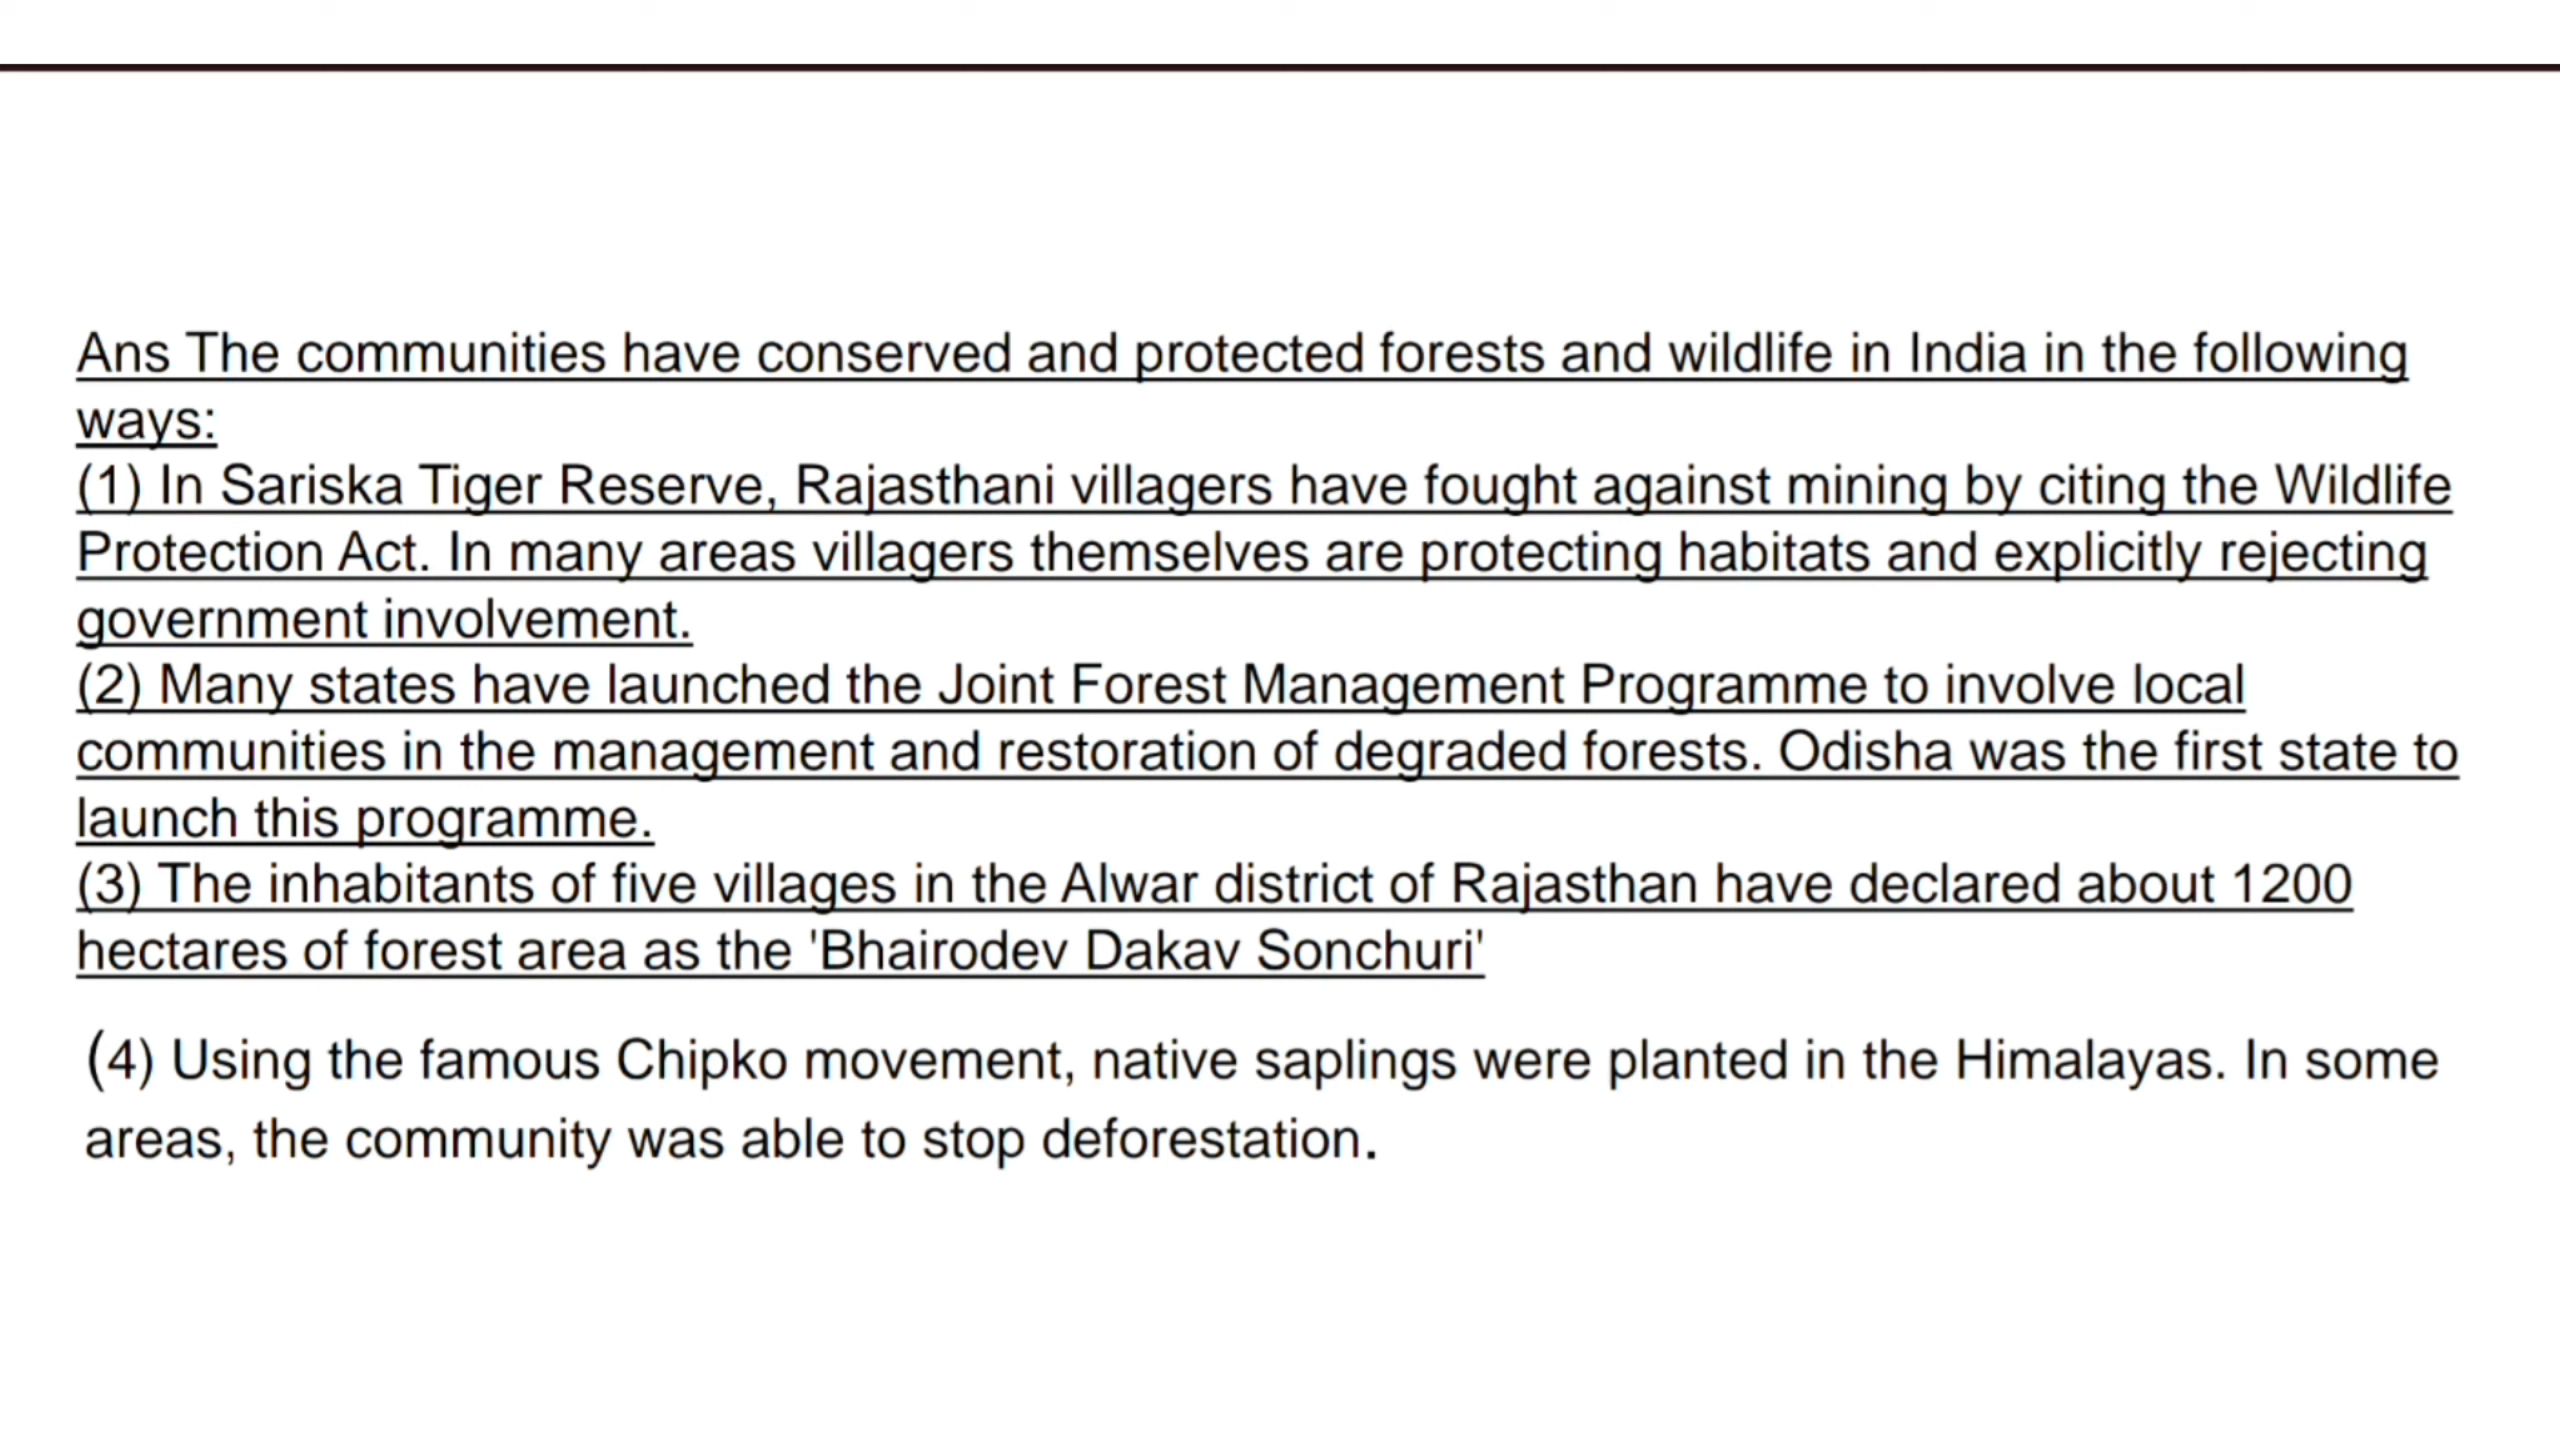 Ans The communities have conserved and protected forests and wildlife in India in the following
ways:
(1) In Sariska Tiger Reserve, Rajasthani villagers have fought against mining by citing the Wildlife
Protection Act. In many areas villagers themselves are protecting habitats and explicitly rejecting
government involvement.
(2) Many states have launched the Joint Forest Management Programme to involve local
communities in the management and restoration of degraded forests. Odisha was the first state to
launch this programme.
(3) The inhabitants of five villages in the Alwar district of Rajasthan have declared about 1200
hectares of forest area as the 'Bhairodev Dakav Sonchuri'
(4) Using the famous Chipko movement, native saplings were planted in the Himalayas. In some
areas, the community was able to stop deforestation.